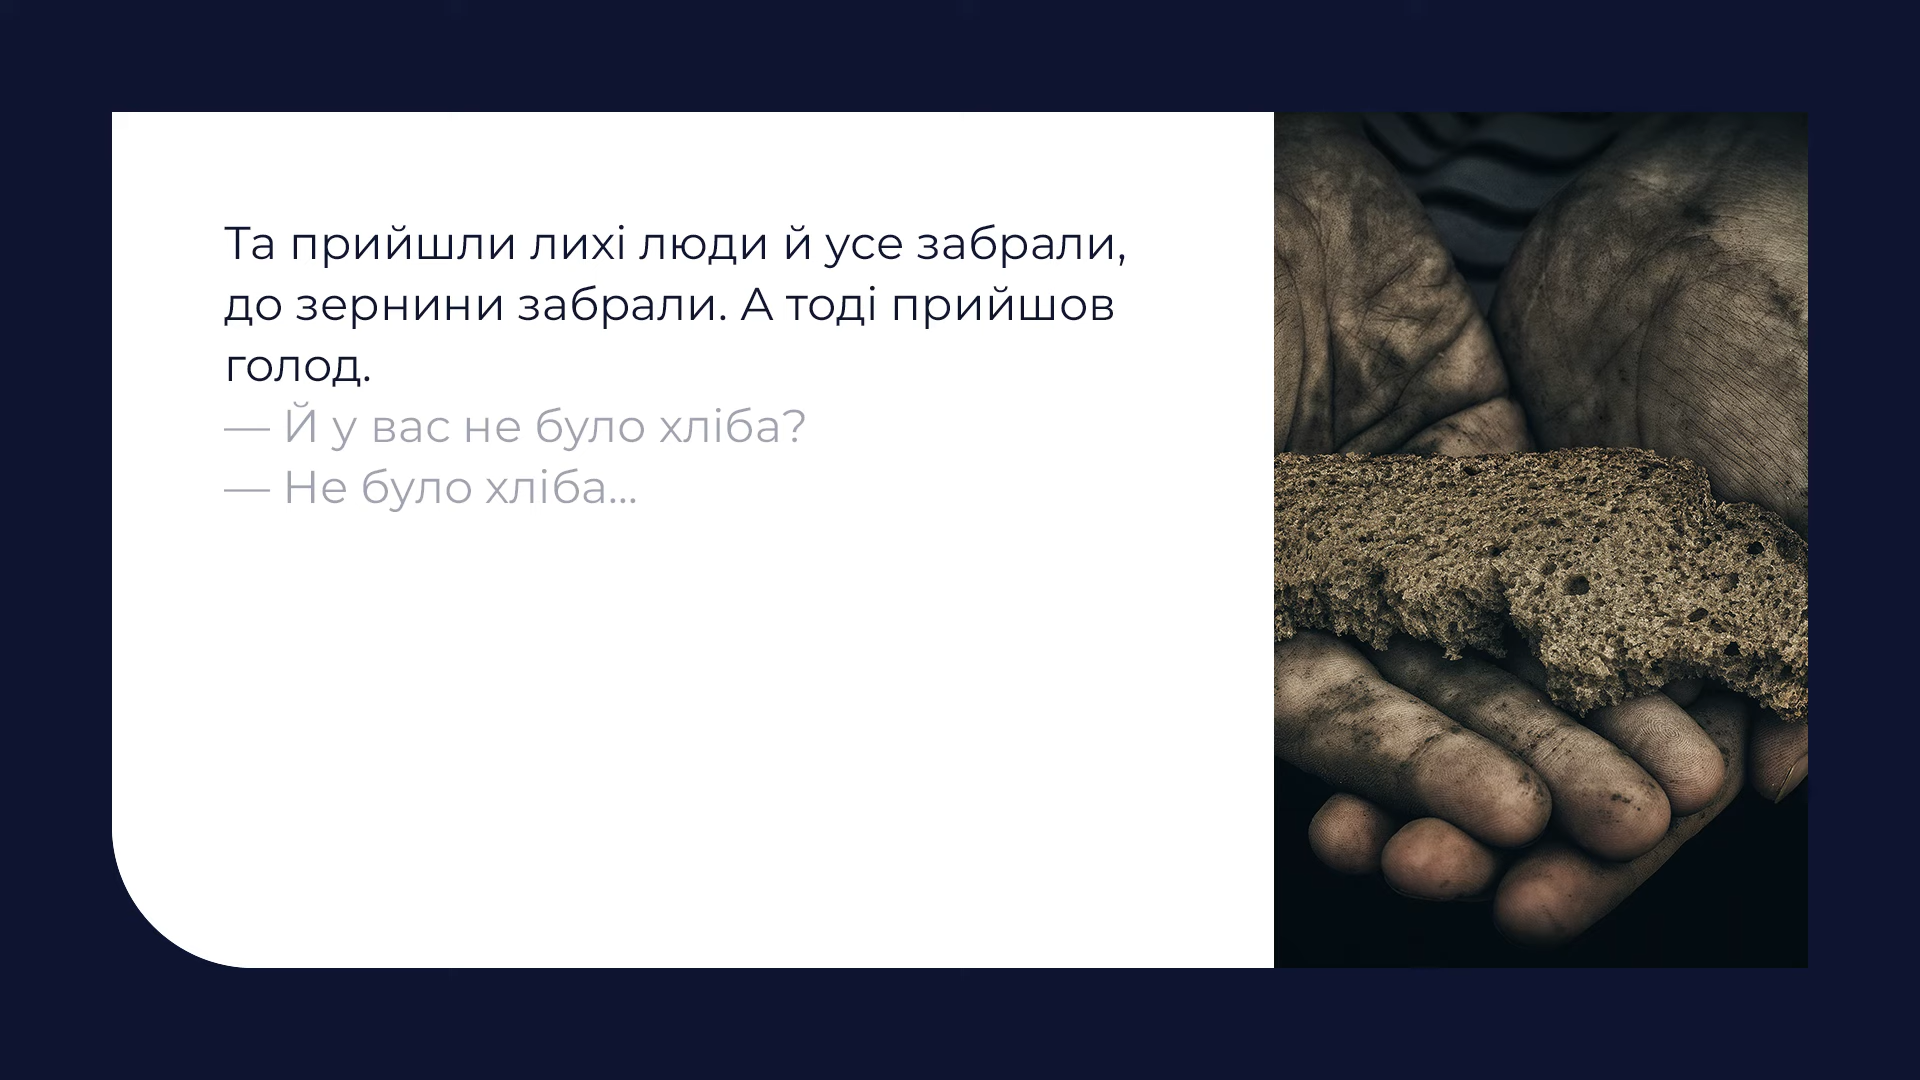 Та прийшли лихі люди й усе забрали,
до зернини забрали. А тоді прийшов
голод.
— Й у вас не було хліба?
— Не було хліба...